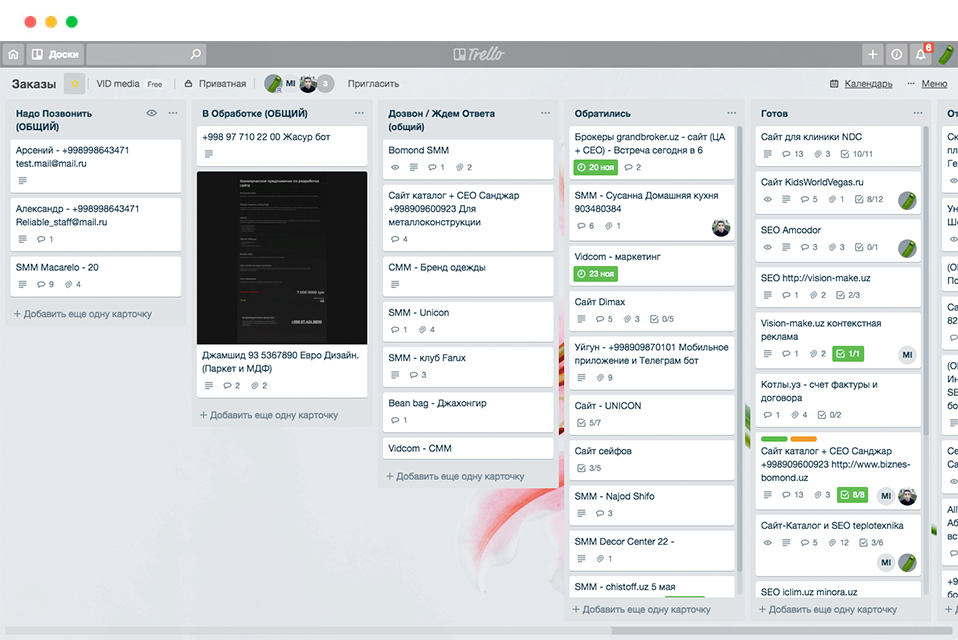 Доски
Trello
6
Заказы
VID media Free
Приватная
MI
3
Пригласить
Календарь
Меню
Надо Позвонить
(ОБЩИЙ)
Арсений - +998998643471
test.mail@mail.ru
Александр - +998998643471
Reliable_staff@mail.ru
1
SMM Macarelo - 20
9 4
+ Добавить еще одну карточку
В Обработке (ОБЩИЙ)
+998 97 710 22 00 Жасур бот
Джамшид 93 5367890 Евро Дизайн.
(Паркет и МДФ)
2 2
+ Добавить еще одну карточку
Дозвон / Ждем Ответа
(общий)
Bomond SMM
1 2
Сайт каталог + СЕО Санджар
+998909600923 Для
металлоконструкции
4
СММ - Бренд одежды
SMM - Unicon
1 4
SMM - клуб Farux
3
Bean bag - Джахонгир
1
Vidcom - СММ
+ Добавить еще одну карточку
Обратились
Брокеры grandbroker.uz - сайт (ЦА
+ СЕО) - Встреча сегодня в 6
20 ноя 2
SMM - Сусанна Домашняя кухня
903480384
6 1
Vidcom - маркетинг
23 ноя
Сайт Dimax
5 3 0/5
Уйгун - +998909870101 Мобильное
приложение и Телеграм бот
9
Сайт - UNICON
5/7
Сайт сейфов
3/5
SMM - Najod Shifo
3
SMM Decor Center 22 -
1
SMM - chistoff.uz 5 мая
+ Добавить еще одну карточку
Готов
Сайт для клиники NDC
13 3 10/11
Сайт KidsWorldVegas.ru
5 1 8/12
SEO Amcodor
3 3 0/1
SEO http://vision-make.uz
1 2 2/3
Vision-make.uz контекстная
реклама
1 2 1/1 MI
Котлы.уз - счет фактуры и
договора
1 4 0/2
Сайт каталог + СЕО Санджар
+998909600923 http://www.biznes-
bomond.uz
13 3 8/8 MI
Сайт-Каталог и SEO teplotexnika
5 12 3/6
MI
SEO iclim.uz minora.uz
+ Добавить еще одну карточку